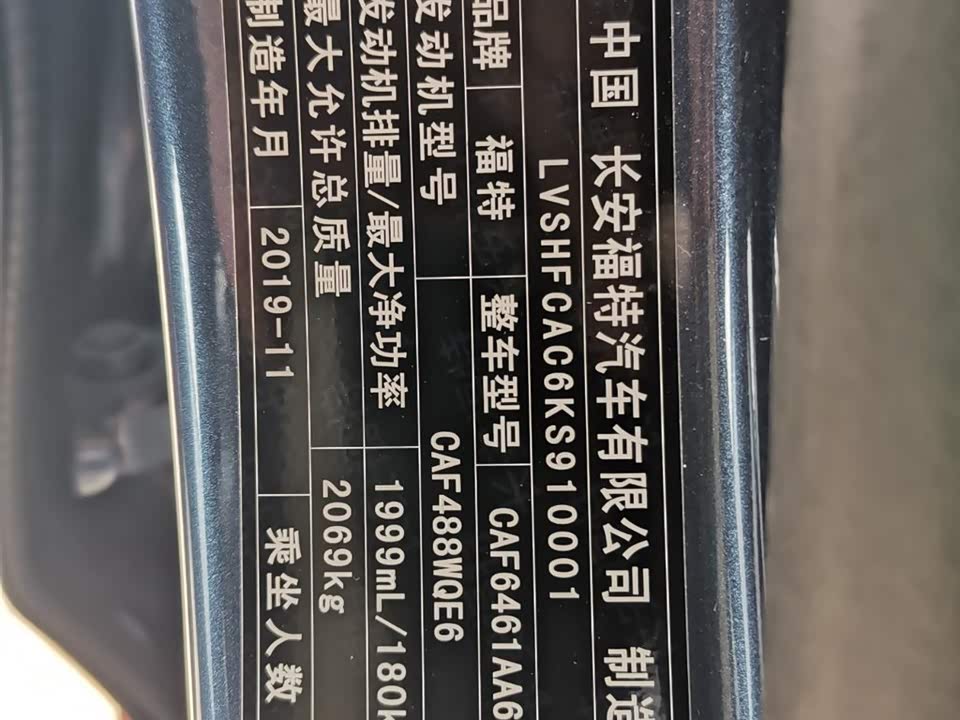 中国 长安福特汽车有限公司 制造
LVSHFCAC6KS910001
品牌 福特 整车型号 CAF6461AA6
发动机型号 CAF488WQE6
发动机排量/最大净功率 1999mL/180k
最大允许总质量 2069kg
制造年月 2019-11 乘坐人数